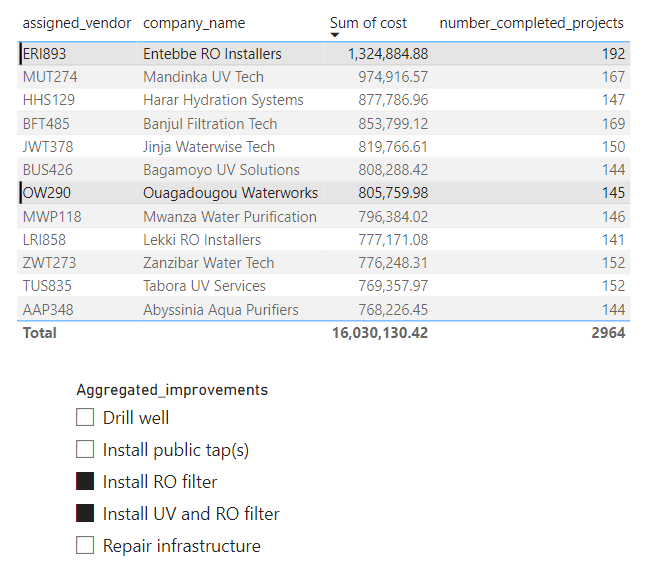 assigned_vendor company_name Sum of cost number_completed_projects
ERI893 Entebbe RO Installers 1,324,884.88 192
MUT274 Mandinka UV Tech 974,916.57 167
HHS129 Harar Hydration Systems 877,786.96 147
BFT485 Banjul Filtration Tech 853,799.12 169
JWT378 Jinja Waterwise Tech 819,766.61 150
BUS426 Bagamoyo UV Solutions 808,288.42 144
OW290 Ouagadougou Waterworks 805,759.98 145
MWP118 Mwanza Water Purification 796,384.02 146
LRI858 Lekki RO Installers 777,171.08 141
ZWT273 Zanzibar Water Tech 776,248.31 152
TUS835 Tabora UV Services 769,357.97 152
AAP348 Abyssinia Aqua Purifiers 768,226.45 144
Total 16,030,130.42 2964
Aggregated_improvements
Drill well
Install public tap(s)
Install RO filter
Install UV and RO filter
Repair infrastructure